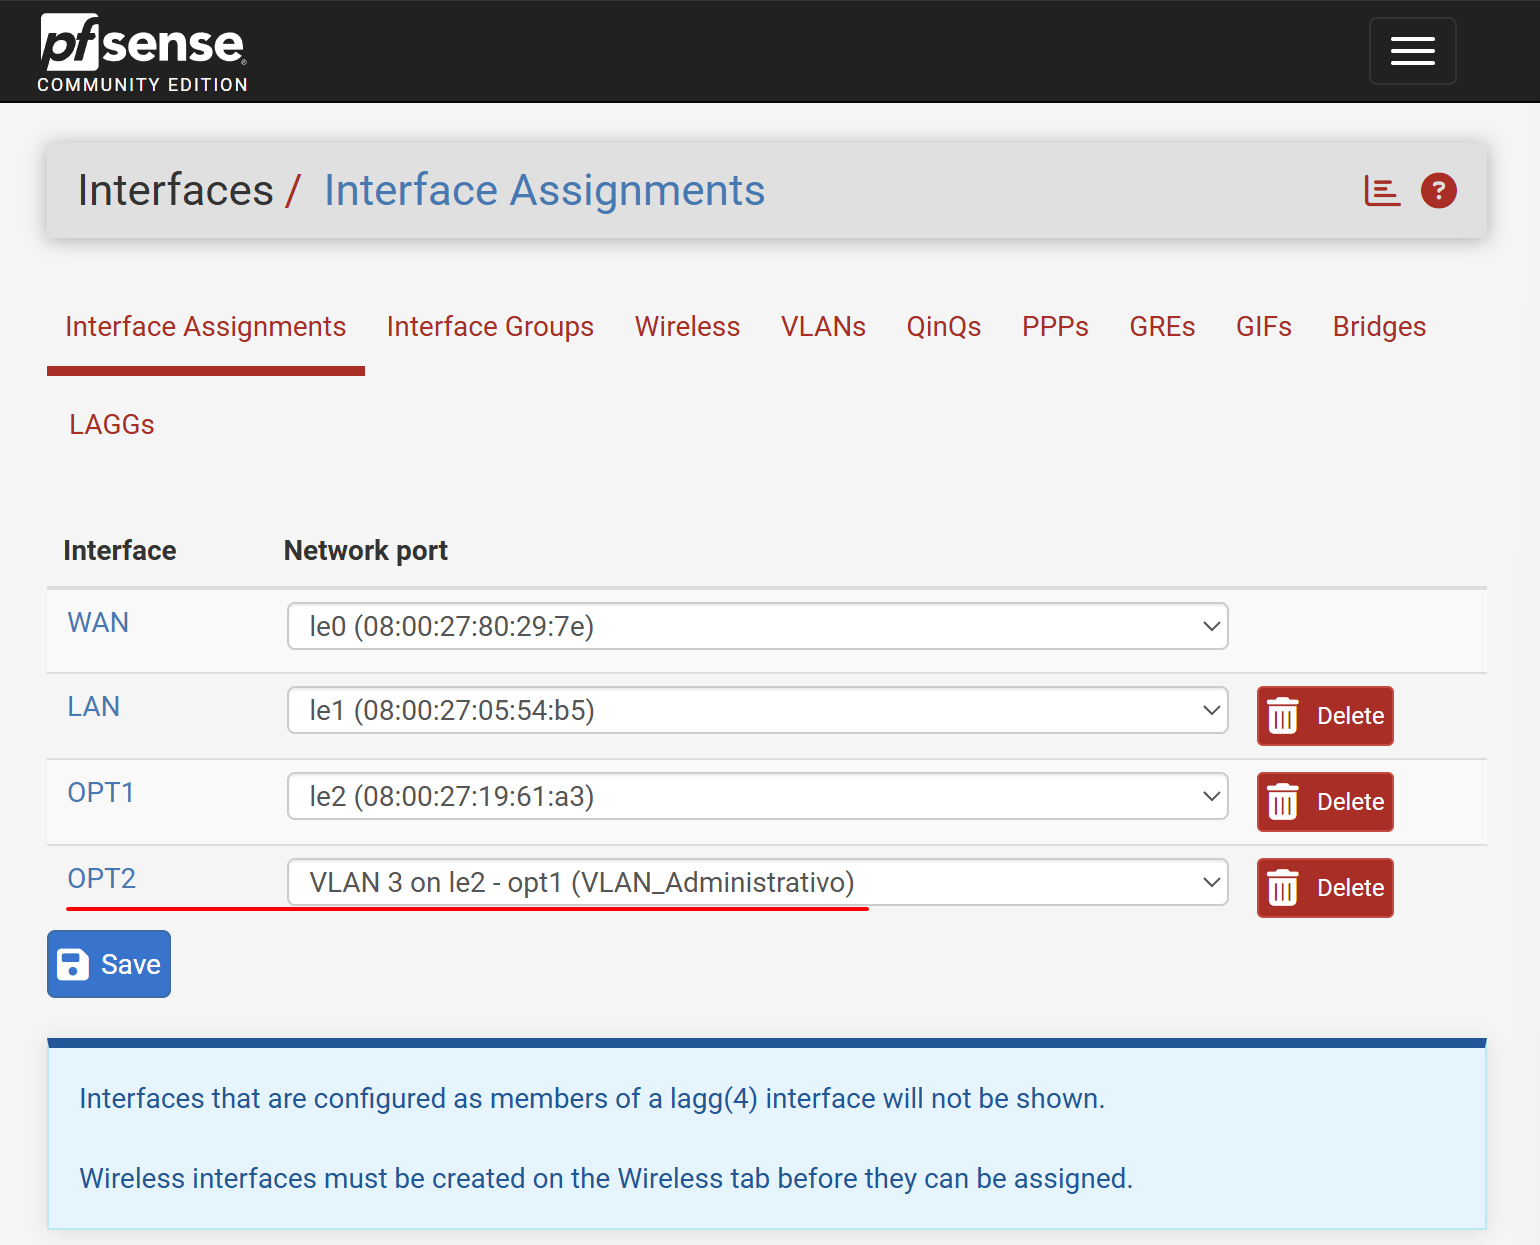 pfsense
COMMUNITY EDITION
Interfaces / Interface Assignments
?
Interface Assignments Interface Groups Wireless VLANs QinQs PPPs GREs GIFs Bridges
LAGGs
Interface Network port
WAN le0 (08:00:27:80:29:7e)
LAN le1 (08:00:27:05:54:b5) Delete
OPT1 le2 (08:00:27:19:61:a3) Delete
OPT2 VLAN 3 on le2 - opt1 (VLAN_Administrativo) Delete
Save
Interfaces that are configured as members of a lagg(4) interface will not be shown.
Wireless interfaces must be created on the Wireless tab before they can be assigned.